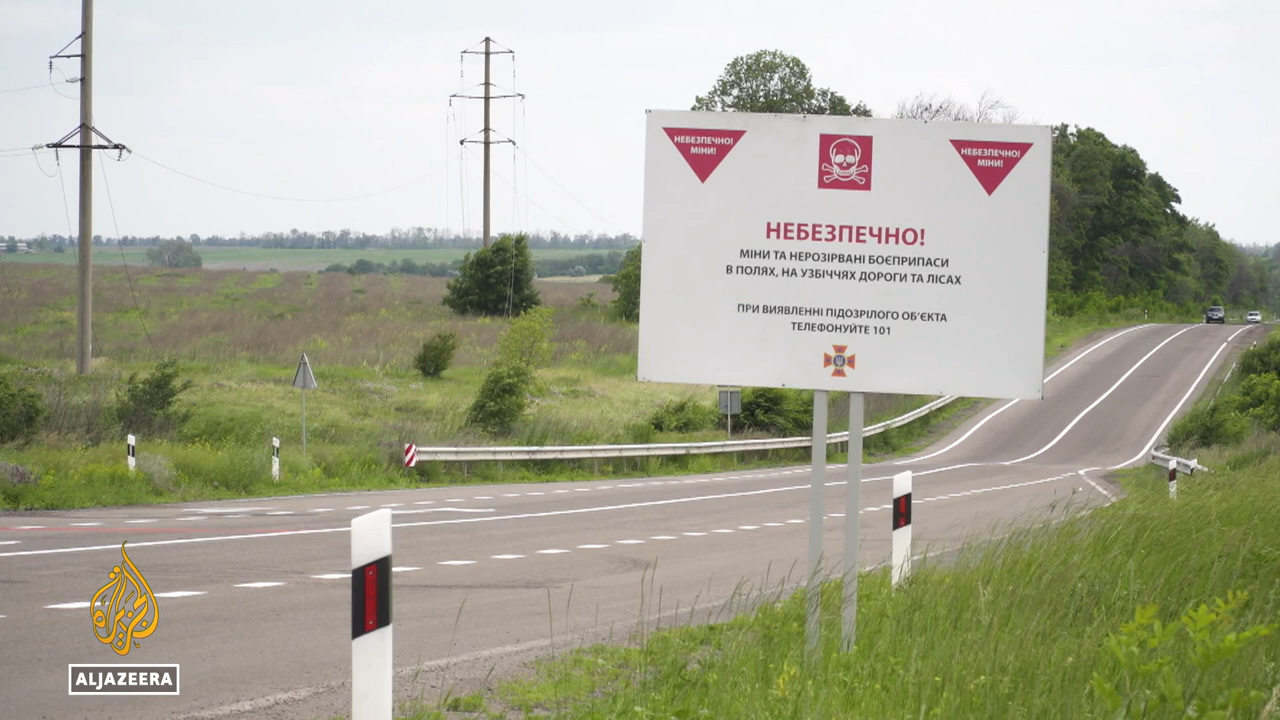 НЕБЕЗПЕЧНО!
МІНИ!
НЕБЕЗПЕЧНО!
МІНИ!
НЕБЕЗПЕЧНО!
МІНИ ТА НЕРОЗІРВАНІ БОЄПРИПАСИ
В ПОЛЯХ, НА УЗБІЧЧЯХ ДОРОГИ ТА ЛІСАХ
ПРИ ВИЯВЛЕННІ ПІДОЗРІЛОГО ОБ'ЄКТА
ТЕЛЕФОНУЙТЕ 101
الجزيرة
ALJAZEERA